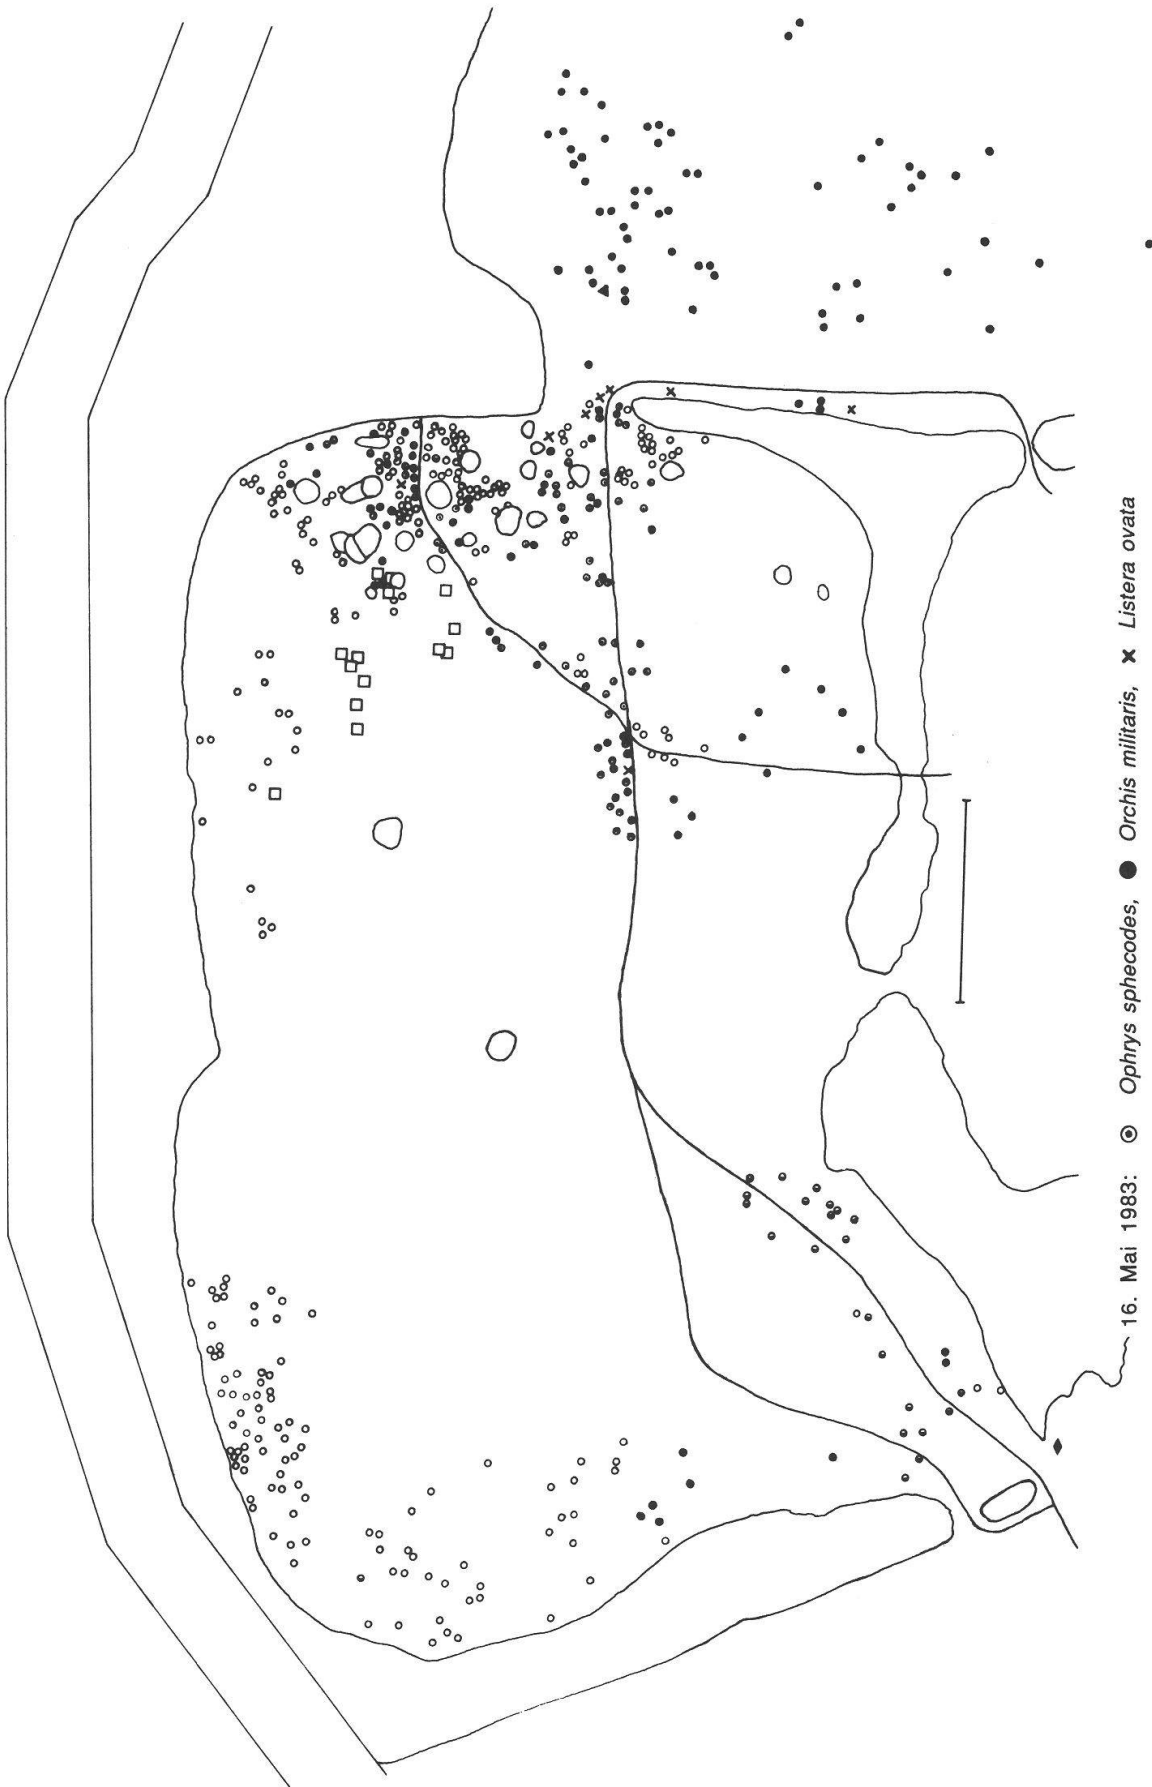 16. Mai 1983: ⊙ Ophrys sphecodes, ● Orchis militaris, × Listera ovata